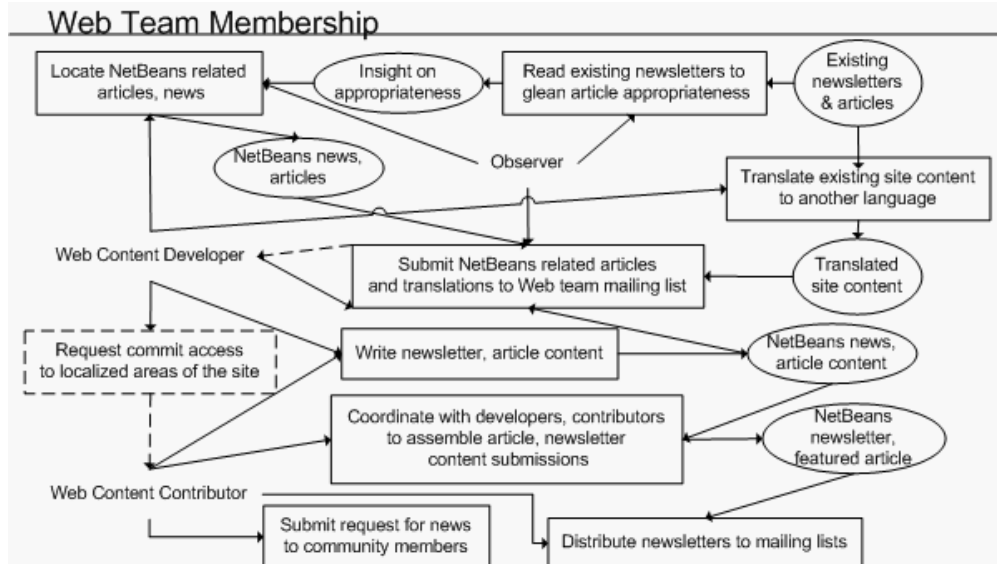 Web Team Membership
Locate NetBeans related
articles, news
Insight on
appropriateness
Read existing newsletters to
glean article appropriateness
Existing
newsletters
& articles
NetBeans news,
articles
Observer
Translate existing site content
to another language
Web Content Developer
Submit NetBeans related articles
and translations to Web team mailing list
Translated
site content
Request commit access
to localized areas of the site
Write newsletter, article content
NetBeans news,
article content
Coordinate with developers, contributors
to assemble article, newsletter
content submissions
NetBeans
newsletter,
featured article
Web Content Contributor
Submit request for news
to community members
Distribute newsletters to mailing lists